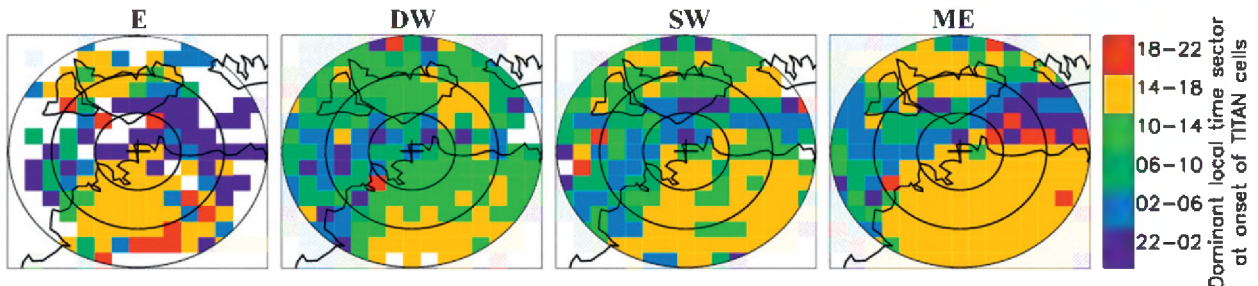 E DW SW ME
18-22
14-18
10-14
06-10
02-06
22-02
Dominant local time sector
at onset of TITAN cells